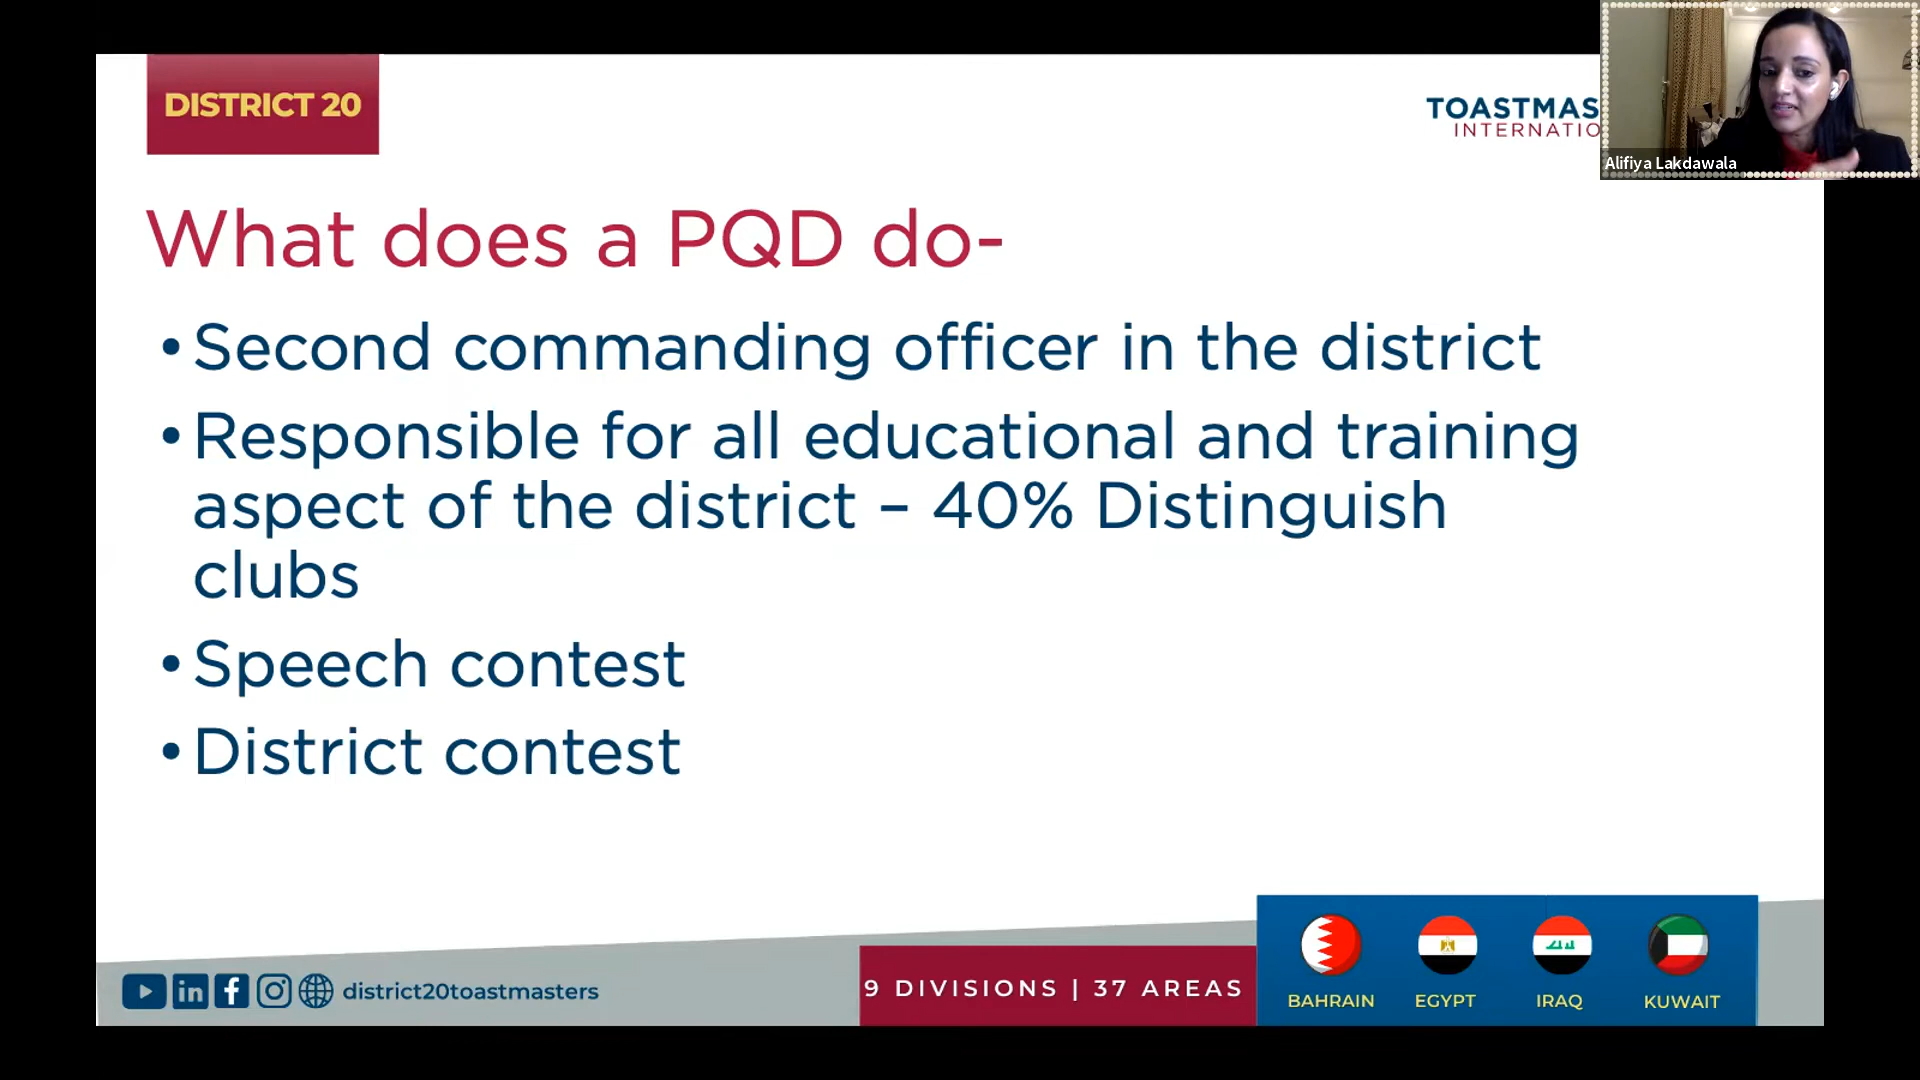 DISTRICT 20
TOASTMAS
INTERNATIO
Alifiya Lakdawala
What does a PQD do-
•Second commanding officer in the district
•Responsible for all educational and training
aspect of the district – 40% Distinguish
clubs
•Speech contest
•District contest
district20toastmasters
9 DIVISIONS | 37 AREAS
BAHRAIN EGYPT IRAQ KUWAIT